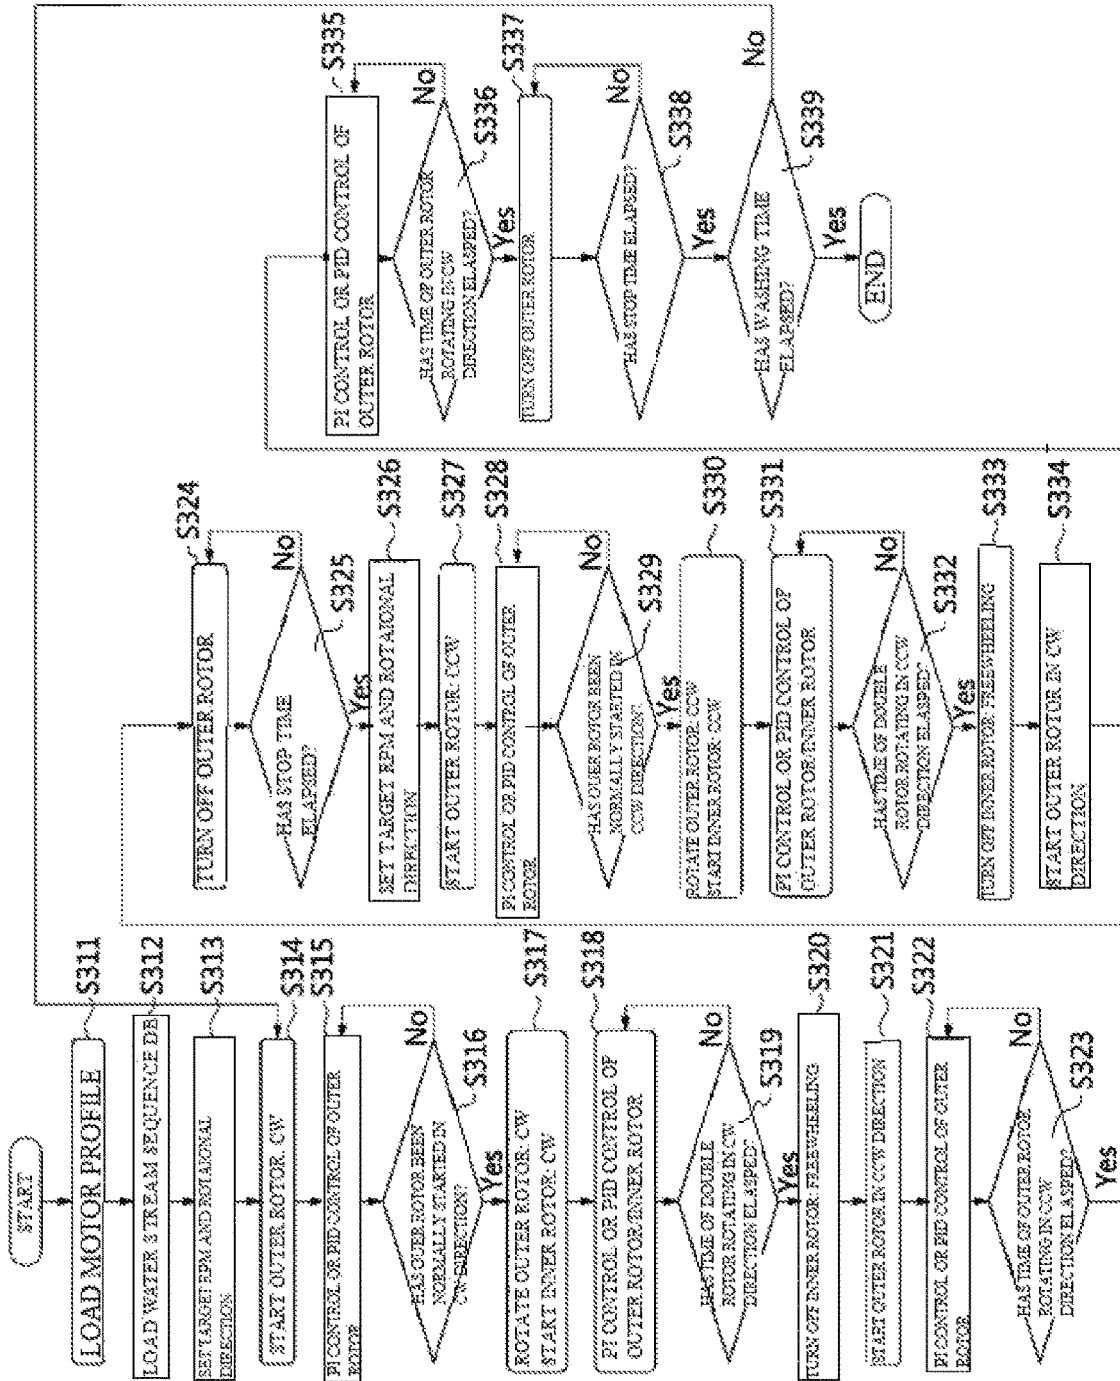 START
LOAD MOTOR PROFILE
S311
LOAD WATER STREAM SEQUENCE DB
S312
SET TARGET RPM AND ROTAIONAL
DIRECTION
S313
START OUTER ROTOR: CW
S314
PI CONTROL OR PID CONTROL OF OUTER
ROTOR
S315
HAS OUER ROTOR BEEN
NORMALLY STARTED IN
CW DIRECTION?
S316
No
Yes
ROTATE OUTER ROTOR: CW
START INNER ROTOR: CW
S317
PI CONTROL OR PID CONTROL OF
OUTER ROTOR/INNER ROTOR
S318
HAS TIME OF DOUBLE
ROTOR ROTATING IN CW
DIRECTION ELASPED?
S319
No
Yes
TURN OFF INNER ROTOR FREEWHEELING
S320
START OUTER ROTOR IN CCW DIRECTION
S321
PI CONTROL OR PID CONTROL OF OUTER
ROTOR
S322
HAS TIME OF OUTER ROTOR
ROTATING IN CCW
DIRECTION ELASPED?
S323
No
Yes
TURN OFF OUTER ROTOR
S324
HAS STOP TIME
ELAPSED?
S325
No
Yes
SET TARGET RPM AND ROTAIONAL
DIRECTION
S326
START OUTER ROTOR: CCW
S327
PI CONTROL OR PID CONTROL OF OUTER
ROTOR
S328
HAS OUER ROTOR BEEN
NORMALLY STARTED IN
CCW DIRECTION?
S329
No
Yes
ROTATE OUTER ROTOR: CCW
START INNER ROTOR: CCW
S330
PI CONTROL OR PID CONTROL OF
OUTER ROTOR/INNER ROTOR
S331
HAS TIME OF DOUBLE
ROTOR ROTATING IN CCW
DIRECTION ELASPED?
S332
No
Yes
TURN OFF INNER ROTOR: FREEWHEELING
S333
START OUTER ROTOR IN CW
DIRECTION
S334
PI CONTROL OR PID CONTROL OF
OUTER ROTOR
S335
HAS TIME OF OUTER ROTOR
ROTATING IN CW
DIRECTION ELASPED?
S336
No
Yes
TURN OFF OUTER ROTOR
S337
HAS STOP TIME ELAPSED?
S338
No
Yes
HAS WASHING TIME
ELAPSED?
S339
No
Yes
END